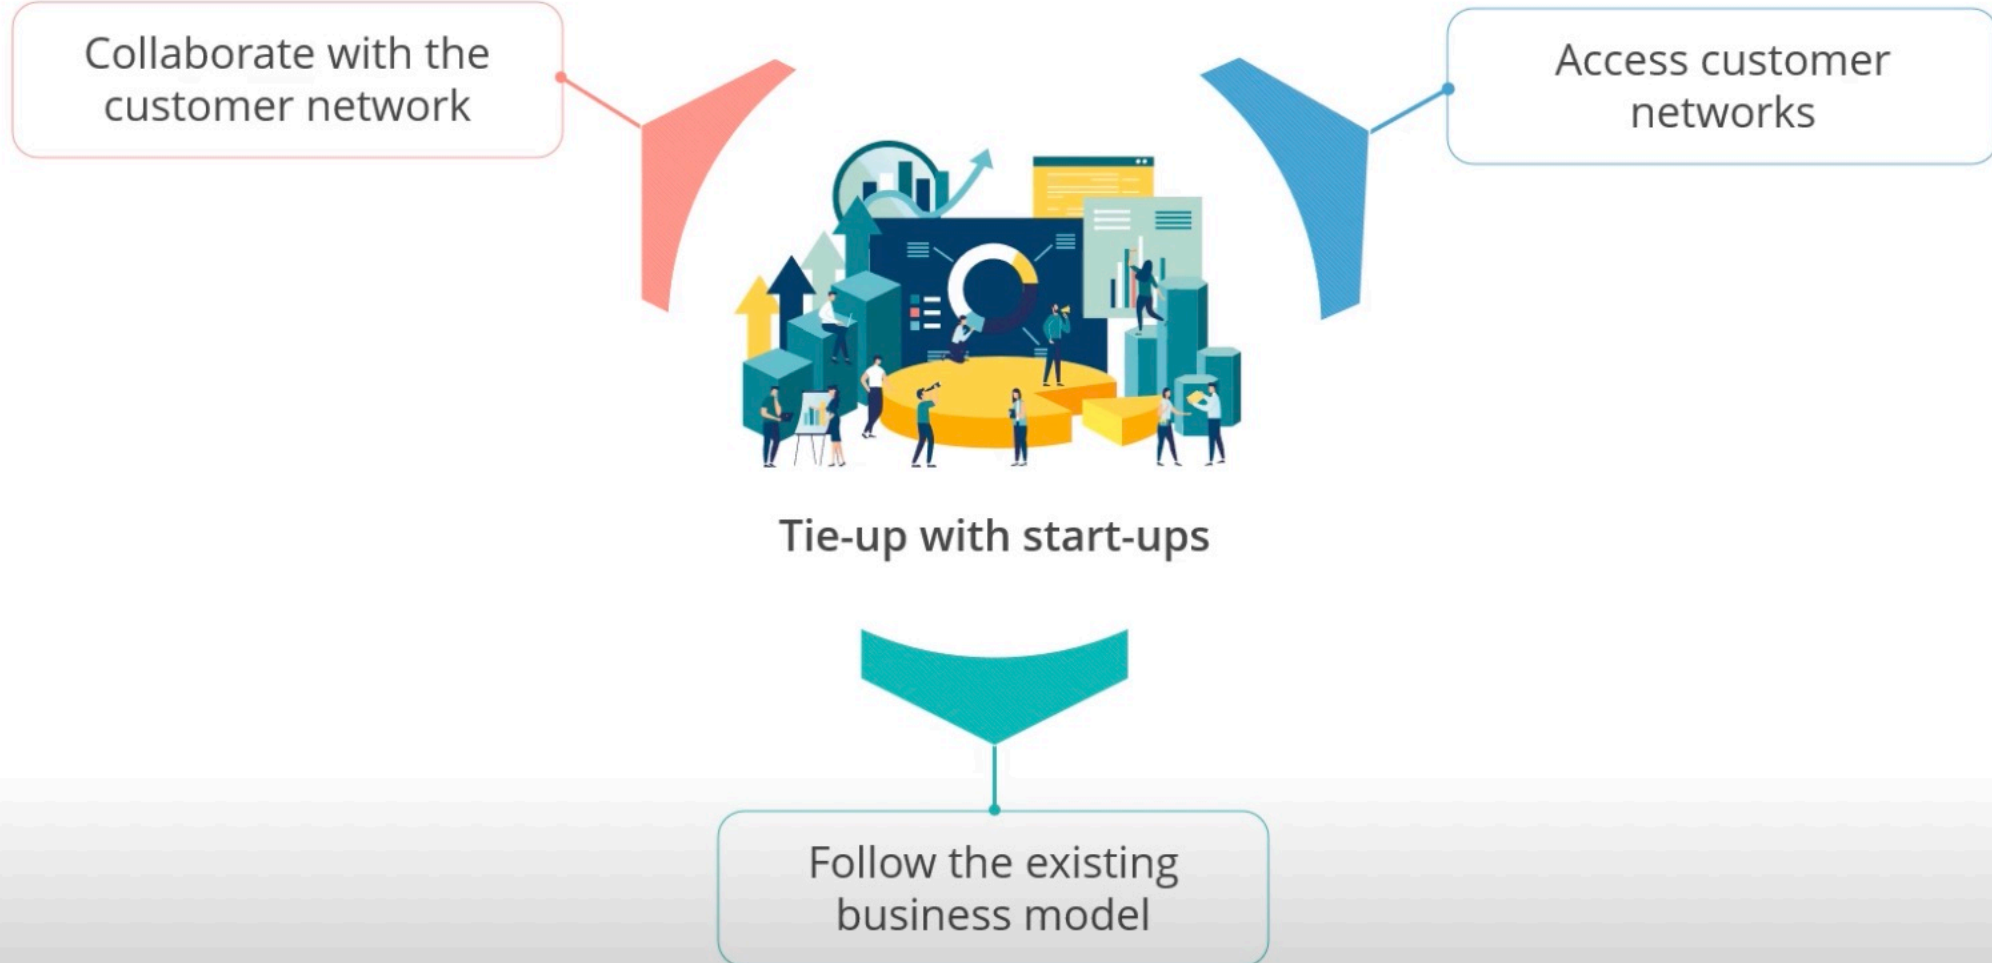 Collaborate with the
customer network
Access customer
networks
Tie-up with start-ups
Follow the existing
business model